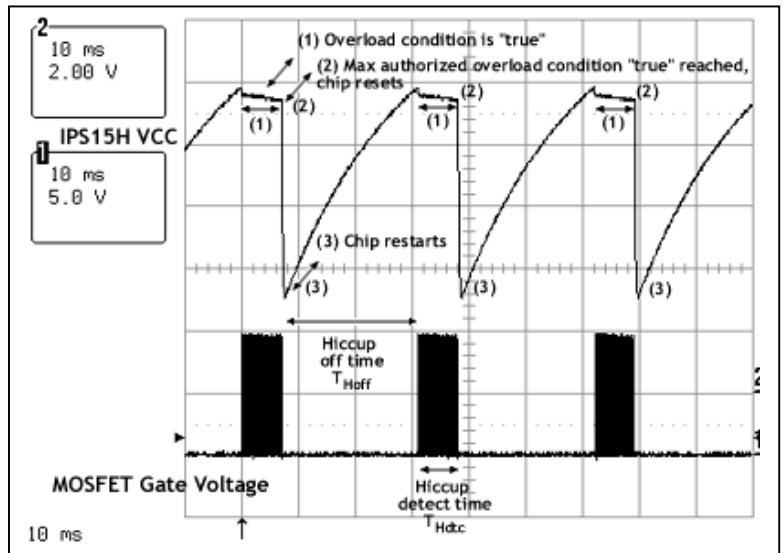 2
10 ms
2.00 V
(1) Overload condition is "true"
(2) Max authorized overload condition "true" reached,
chip resets
(2)
(2)
(2)
(1)
(1)
(1)
IPS15H VCC
1
10 ms
5.0 V
(3) Chip restarts
(3)
(3)
(3)
Hiccup
off time
T Hoff
2
1
MOSFET Gate Voltage
Hiccup
detect time
T Hdtc
10 ms